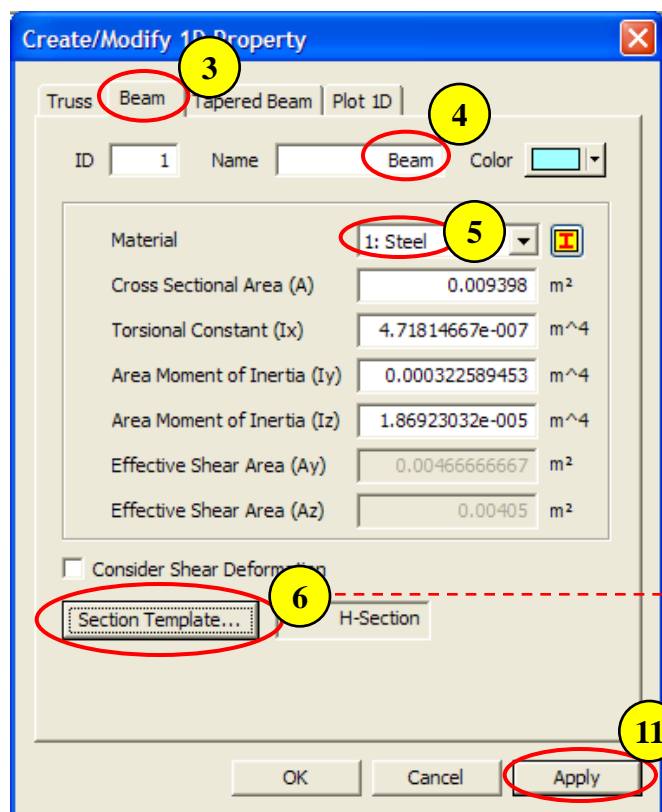 Create/Modify 1D Property
3
Truss Beam Tapered Beam Plot 1D
4
ID 1 Name Beam Color
Material 1: Steel 5
Cross Sectional Area (A) 0.009398 m²
Torsional Constant (Ix) 4.71814667e-007 m^4
Area Moment of Inertia (Iy) 0.000322589453 m^4
Area Moment of Inertia (Iz) 1.86923032e-005 m^4
Effective Shear Area (Ay) 0.00466666667 m²
Effective Shear Area (Az) 0.00405 m²
Consider Shear Deformation
6
Section Template... H-Section
11
OK Cancel Apply